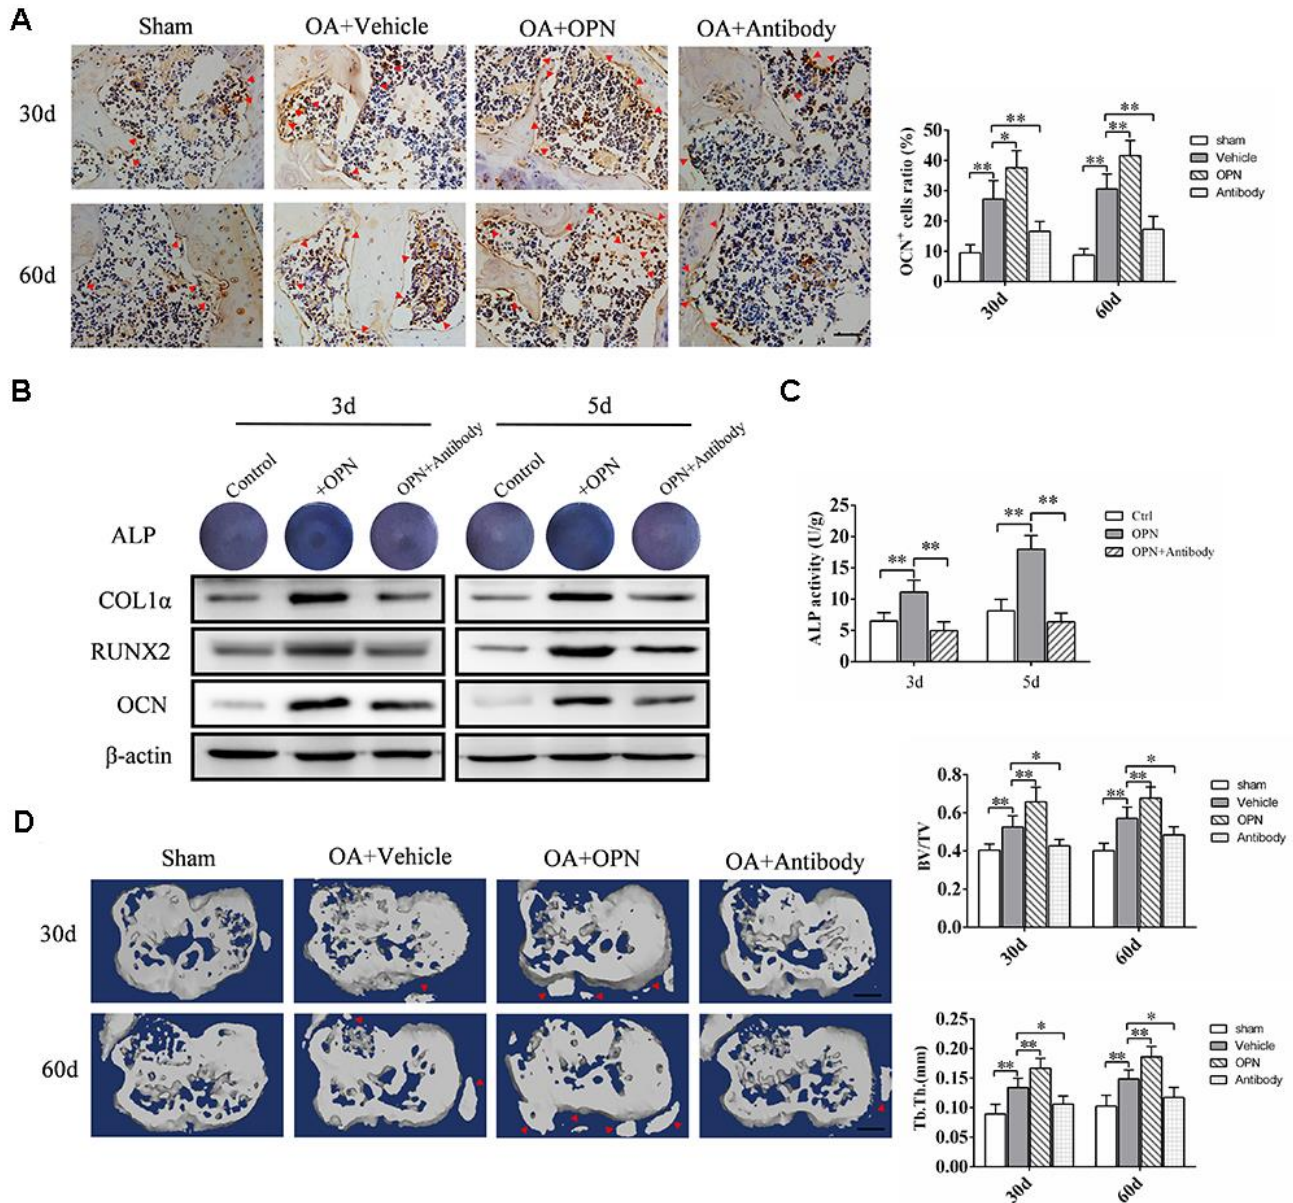 A
Sham
OA+Vehicle
OA+OPN
OA+Antibody
30d
60d
OCN⁺ cells ratio (%)
50
40
30
20
10
0
**
*
**
**
**
**
30d
60d
sham
Vehicle
OPN
Antibody
B
3d
5d
Control
+OPN
OPN+Antibody
Control
+OPN
OPN+Antibody
ALP
COL1α
RUNX2
OCN
β-actin
C
ALP activity (U/g)
25
20
15
10
5
0
**
**
**
**
3d
5d
Ctrl
OPN
OPN+Antibody
D
Sham
OA+Vehicle
OA+OPN
OA+Antibody
30d
60d
BV/TV
0.8
0.6
0.4
0.2
0.0
**
**
*
**
**
*
30d
60d
sham
Vehicle
OPN
Antibody
Tb.Th.(mm)
0.25
0.20
0.15
0.10
0.05
0.00
**
**
*
**
**
*
30d
60d
sham
Vehicle
OPN
Antibody